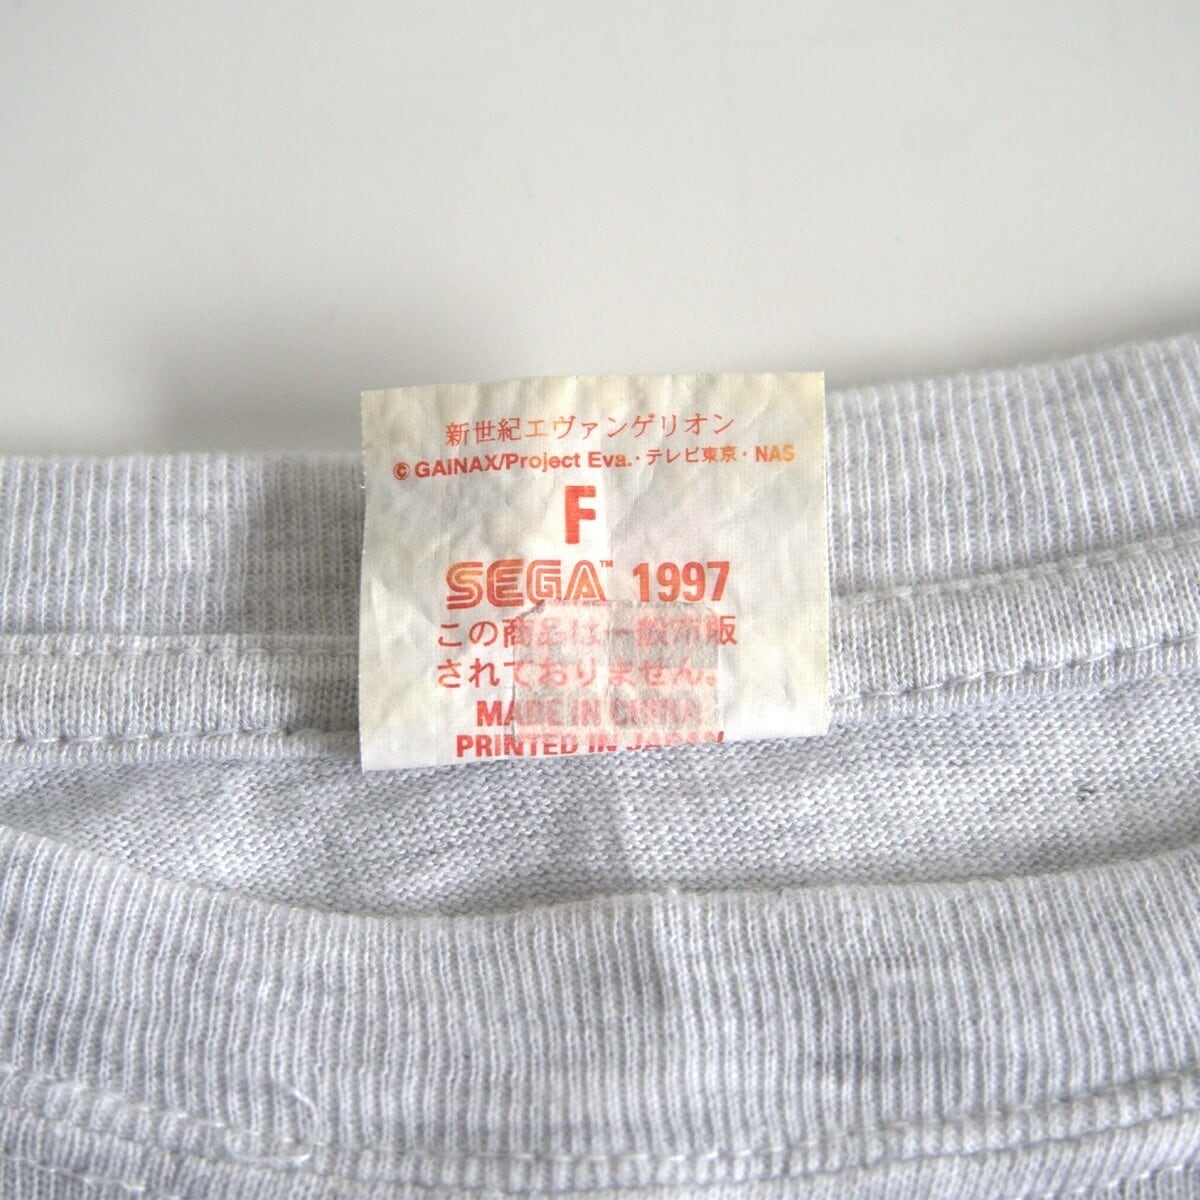 新世紀エヴァンゲリオン
© GAINAX/Project Eva.・テレビ東京・NAS
F
SEGA™ 1997
この商品は一般市販
されておりません。
MADE IN CHINA
PRINTED IN JAPAN